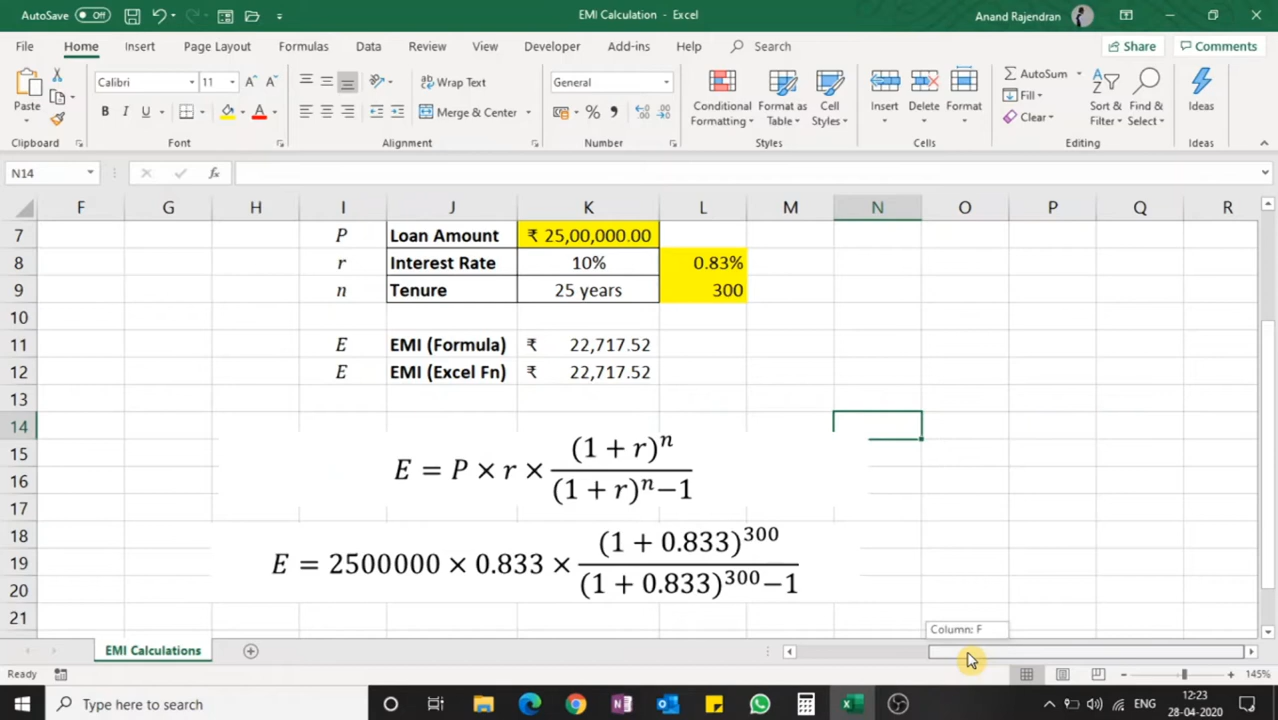 AutoSave Off EMI Calculation - Excel Anand Rajendran
File Home Insert Page Layout Formulas Data Review View Developer Add-ins Help Search Share Comments
Paste Calibri 11 Wrap Text General Conditional Formatting Format as Table Cell Styles Insert Delete Format AutoSum Sort & Filter Find & Select Ideas
B I U Merge & Center % Fill
Clear
Clipboard Font Alignment Number Styles Cells Editing Ideas
N14 fx
F G H I J K L M N O P Q R
7 P Loan Amount ₹ 25,00,000.00
8 r Interest Rate 10% 0.83%
9 n Tenure 25 years 300
10
11 E EMI (Formula) ₹ 22,717.52
12 E EMI (Excel Fn) ₹ 22,717.52
13
14
15
16
17
18
19
20
21
E = P × r × (1 + r)^n / (1 + r)^n−1
E = 2500000 × 0.833 × (1 + 0.833)^300 / (1 + 0.833)^300−1
Column: F
EMI Calculations
Ready 145%
Type here to search ENG 12:23
28-04-2020